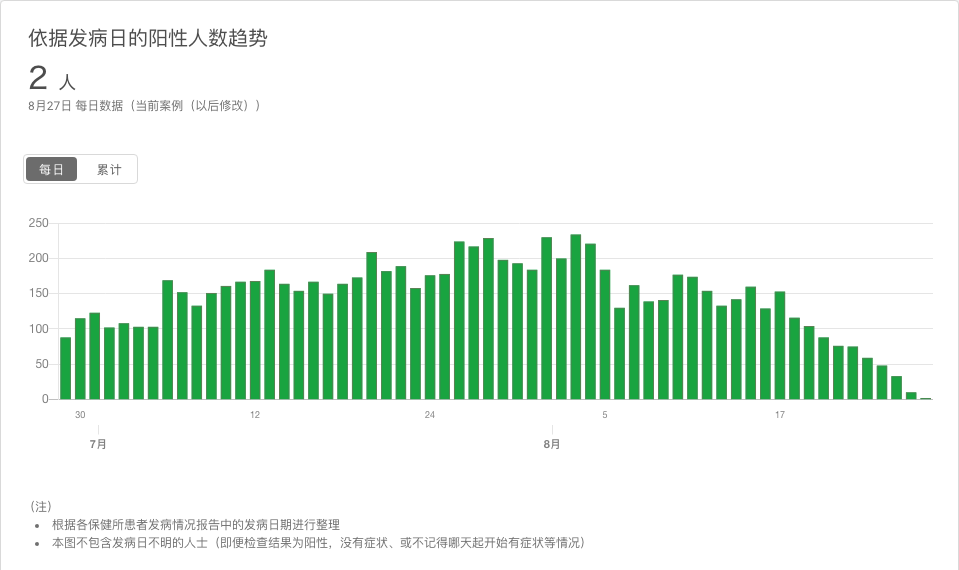 依据发病日的阳性人数趋势
2 人
8月27日 每日数据（当前案例（以后修改））
每日 累计
250
200
150
100
50
0
30 12 24 5 17
7月 8月
（注）
• 根据各保健所患者发病情况报告中的发病日期进行整理
• 本图不包含发病日不明的人士（即便检查结果为阳性，没有症状、或不记得哪天起开始有症状等情况）